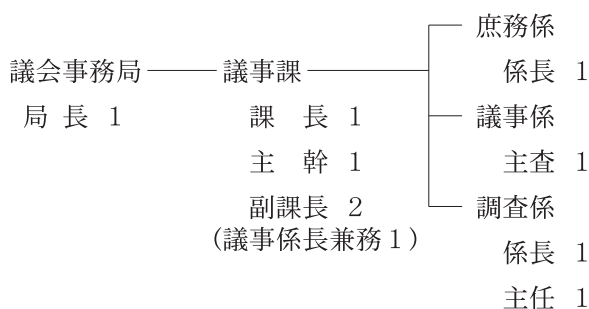 議会事務局
局長 1
議事課
課長 1
主幹 1
副課長 2
(議事係長兼務1)
庶務係
係長 1
議事係
主査 1
調査係
係長 1
主任 1